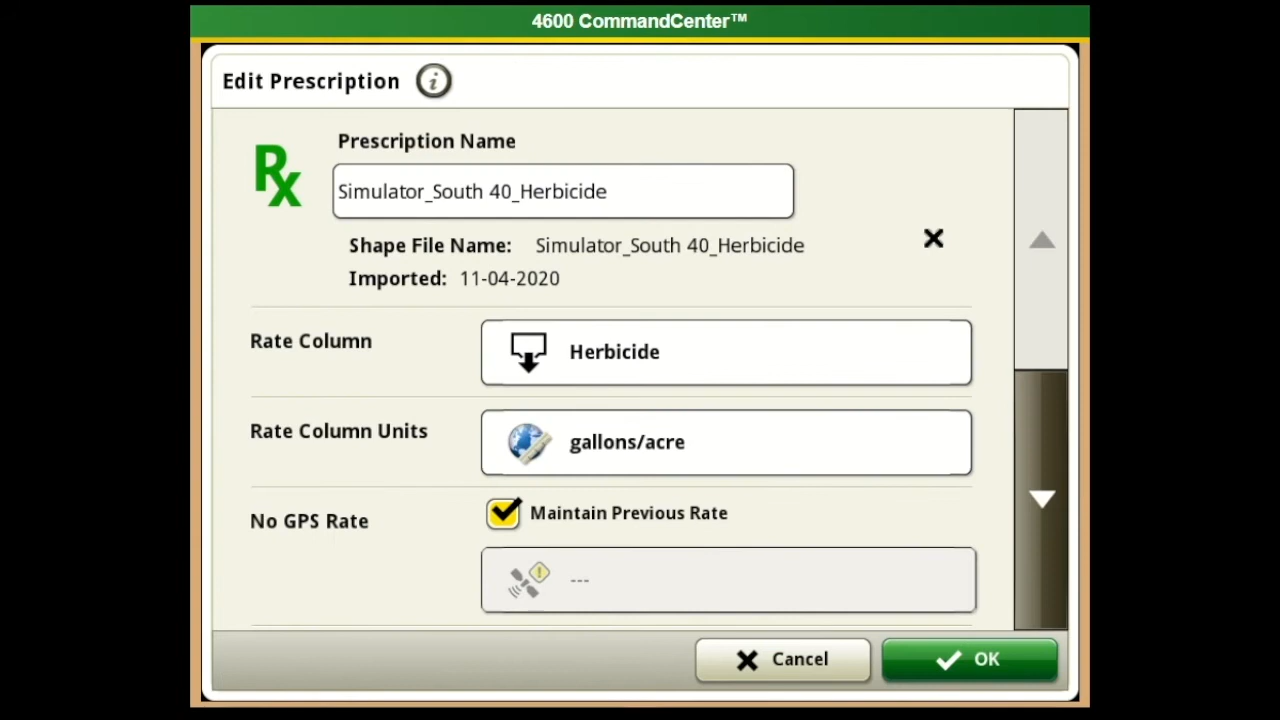 4600 CommandCenter™
Edit Prescription i
Rx
Prescription Name
Simulator_South 40_Herbicide
Shape File Name: Simulator_South 40_Herbicide
Imported: 11-04-2020
Rate Column Herbicide
Rate Column Units gallons/acre
No GPS Rate Maintain Previous Rate
---
Cancel OK